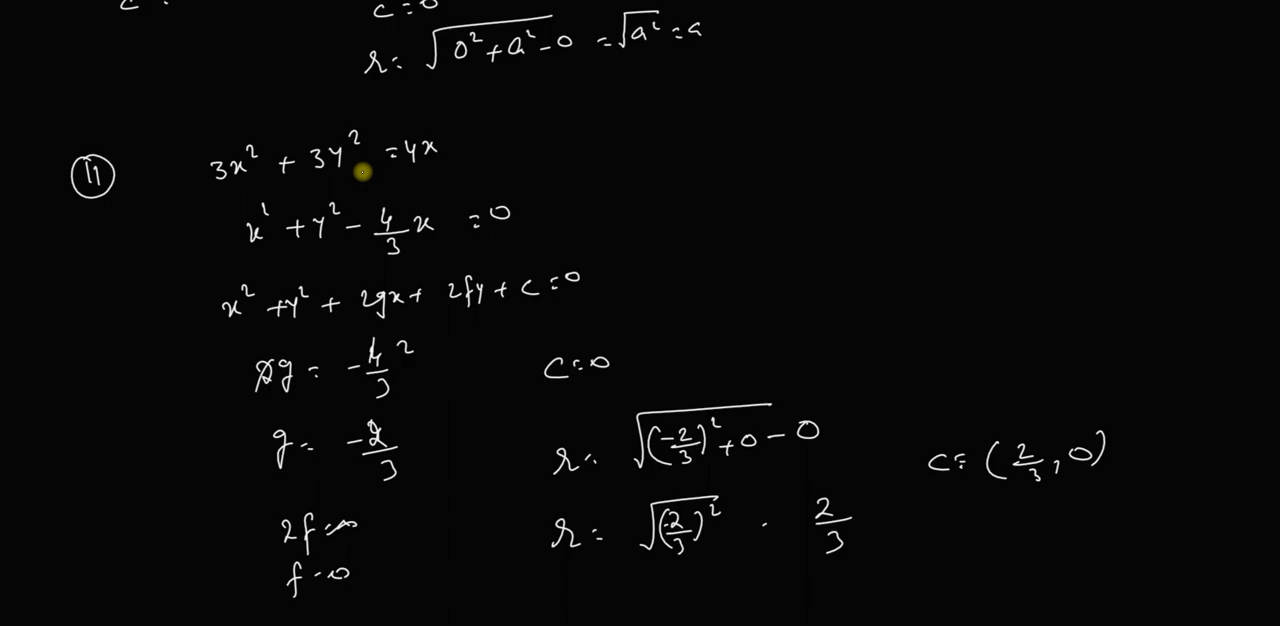 c = 0
r = √(0² + a² - 0) = √a² = a
(11) 3x² + 3y² = 4x
x² + y² - 4/3 x = 0
x² + y² + 2gx + 2fy + c = 0
2g = -4/3 2
c = 0
g = -2/3
r = √((-2/3)² + 0 - 0)
c = (2/3, 0)
2f = 0
r = √(-2/3)² = 2/3
f = 0